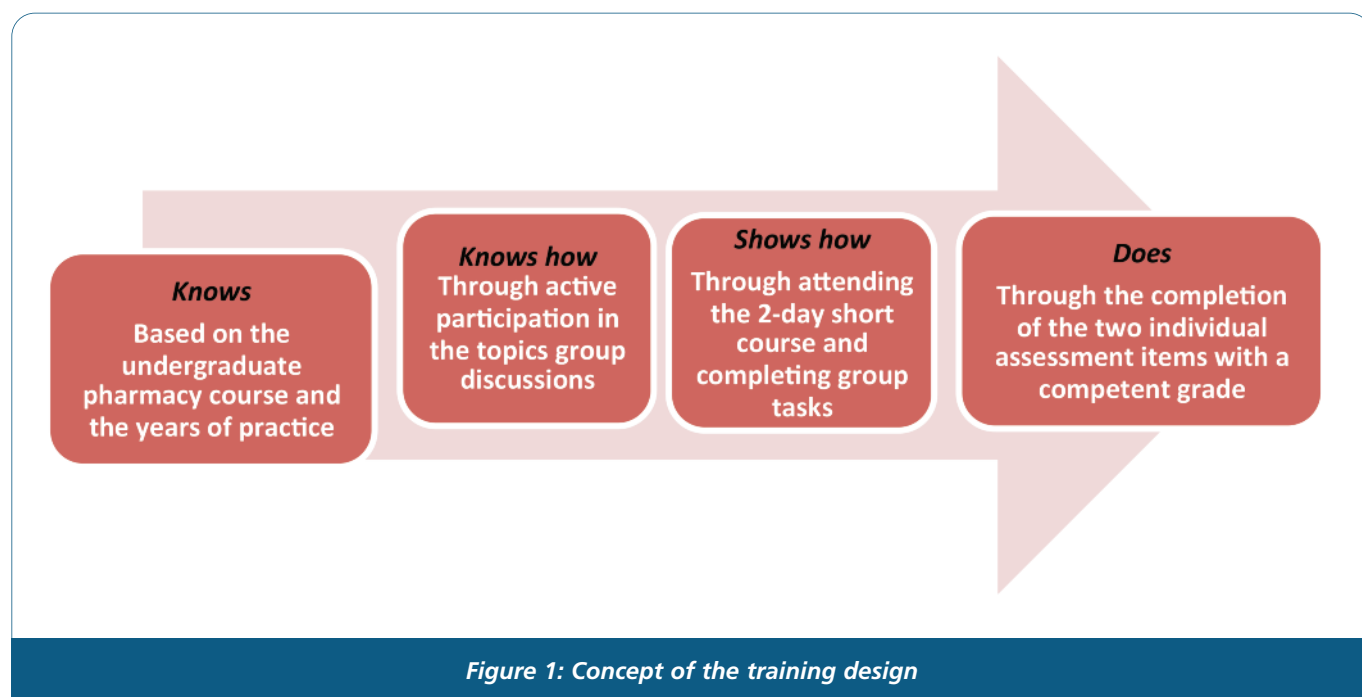 Knows
Based on the
undergraduate
pharmacy course and
the years of practice
Knows how
Through active
participation in
the topics group
discussions
Shows how
Through attending
the 2-day short
course and
completing group
tasks
Does
Through the completion
of the two individual
assessment items with a
competent grade
Figure 1: Concept of the training design